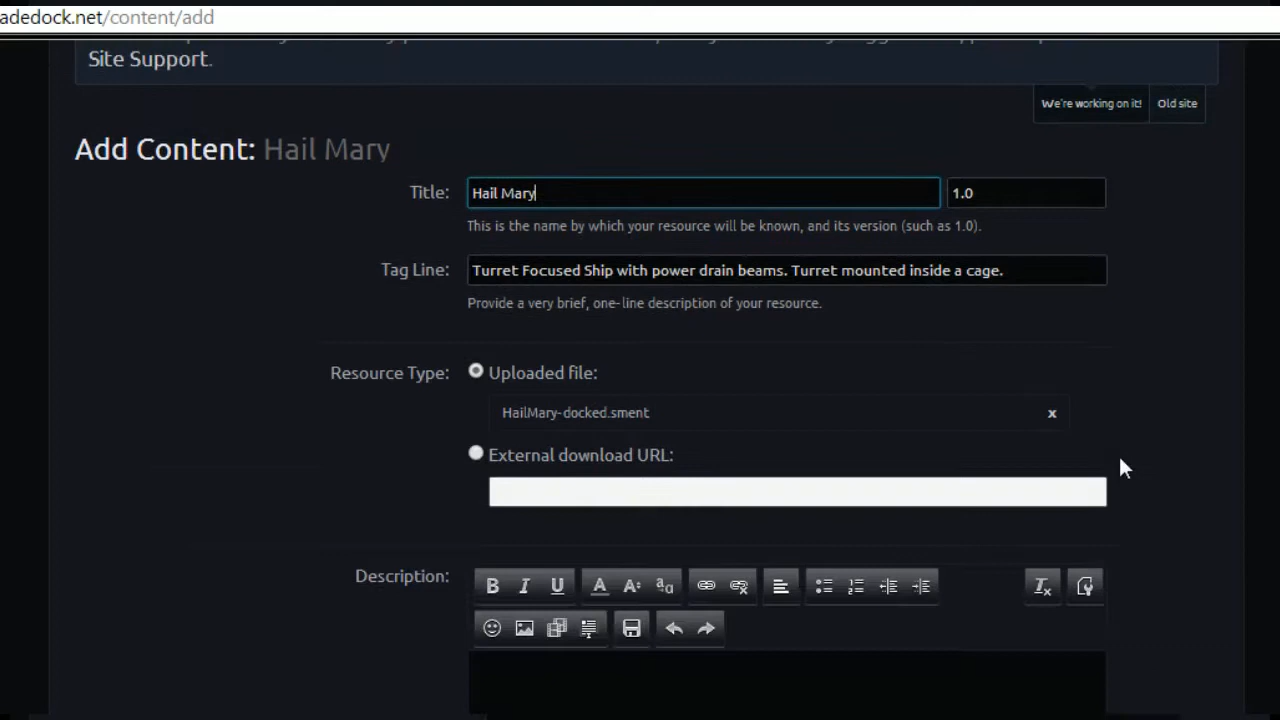 adedock.net/content/add
Site Support.
We're working on it! Old site
Add Content: Hail Mary
Title: Hail Mary 1.0
This is the name by which your resource will be known, and its version (such as 1.0).
Tag Line: Turret Focused Ship with power drain beams. Turret mounted inside a cage.
Provide a very brief, one-line description of your resource.
Resource Type: Uploaded file:
HailMary-docked.sment x
External download URL:
Description: